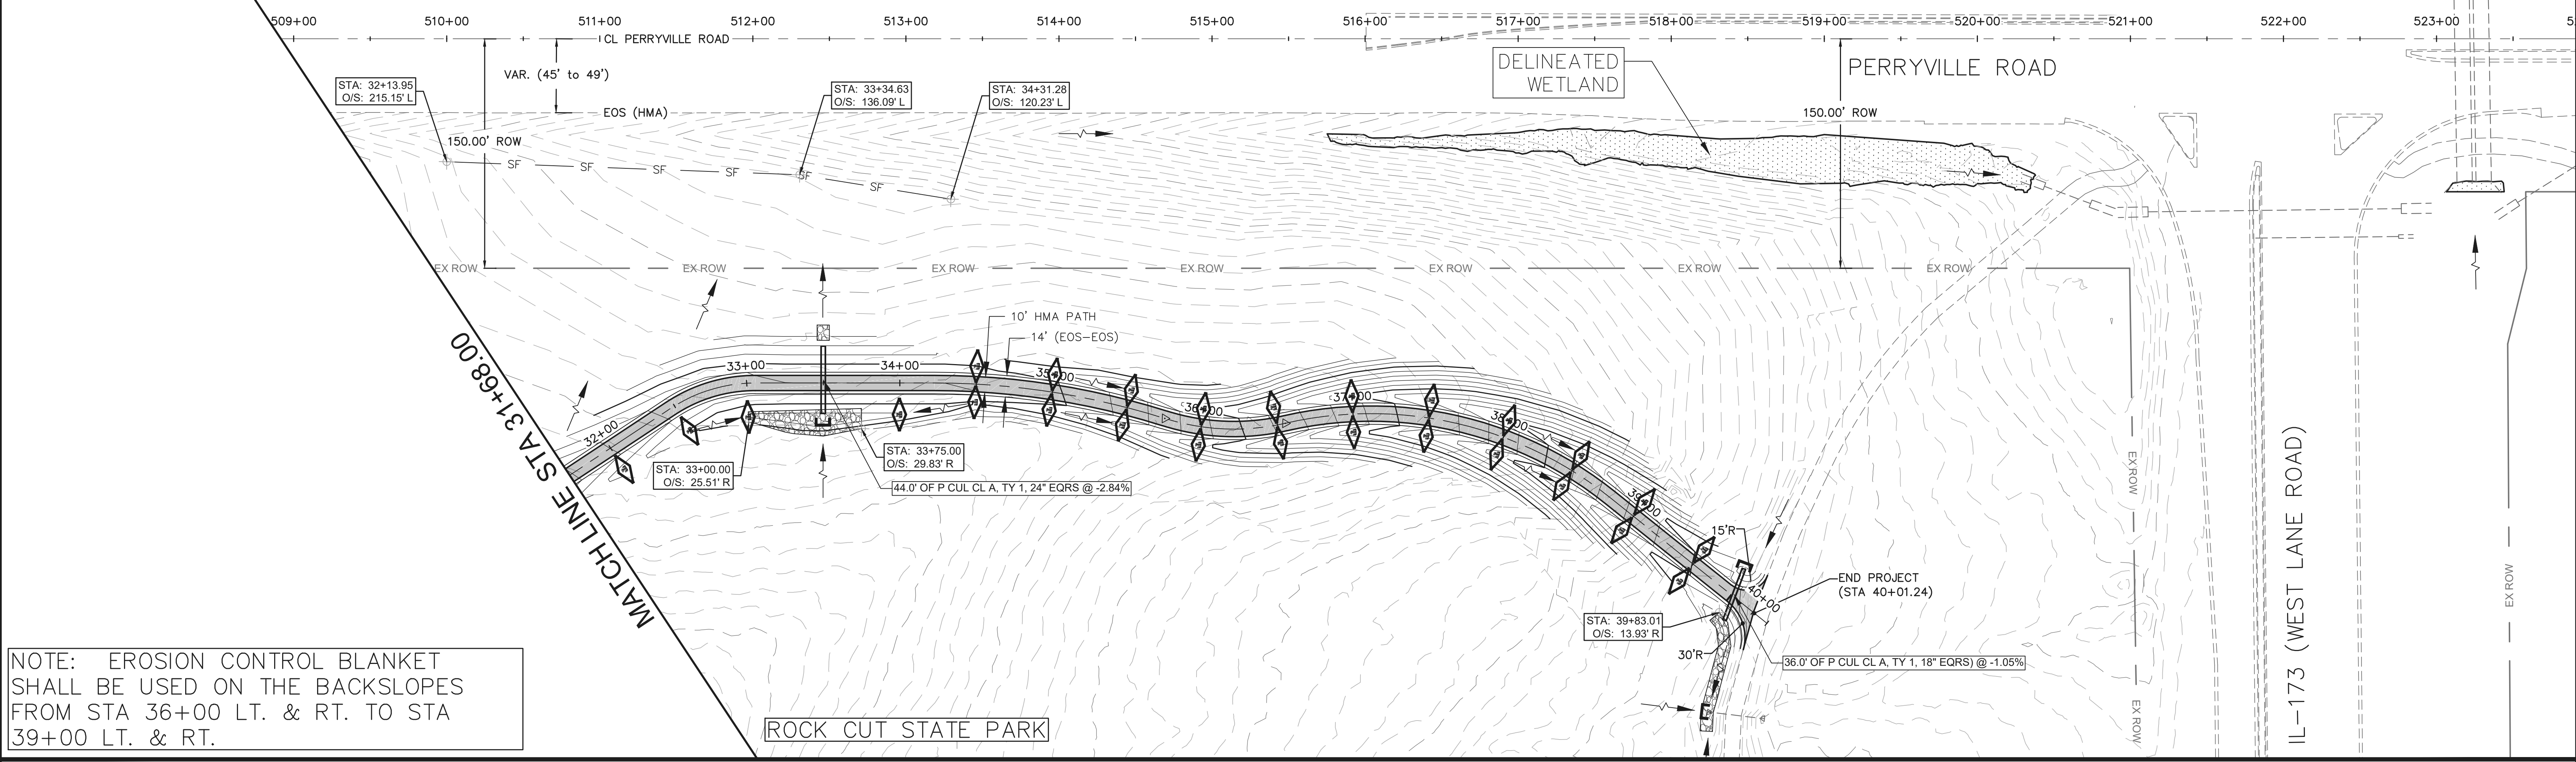 509+00
510+00
511+00
512+00
513+00
514+00
515+00
516+00
517+00
518+00
519+00
520+00
521+00
522+00
523+00
CL PERRYVILLE ROAD
VAR. (45' to 49')
STA: 32+13.95
O/S: 215.15' L
STA: 33+34.63
O/S: 136.09' L
STA: 34+31.28
O/S: 120.23' L
DELINEATED
WETLAND
PERRYVILLE ROAD
EOS (HMA)
150.00' ROW
150.00' ROW
SF
SF
SF
SF
SF
SF
EX ROW
EX ROW
EX ROW
EX ROW
EX ROW
EX ROW
EX ROW
10' HMA PATH
14' (EOS-EOS)
MATCH LINE STA 31+68.00
32+00
33+00
34+00
35+00
36+00
37+00
38+00
39+00
40+00
STA: 33+00.00
O/S: 25.51' R
STA: 33+75.00
O/S: 29.83' R
44.0' OF P CUL CL A, TY 1, 24" EQRS @ -2.84%
15'R
END PROJECT
(STA 40+01.24)
STA: 39+83.01
O/S: 13.93' R
30'R
36.0' OF P CUL CL A, TY 1, 18" EQRS) @ -1.05%
EX ROW
EX ROW
IL-173 (WEST LANE ROAD)
EX ROW
NOTE: EROSION CONTROL BLANKET
SHALL BE USED ON THE BACKSLOPES
FROM STA 36+00 LT. & RT. TO STA
39+00 LT. & RT.
ROCK CUT STATE PARK